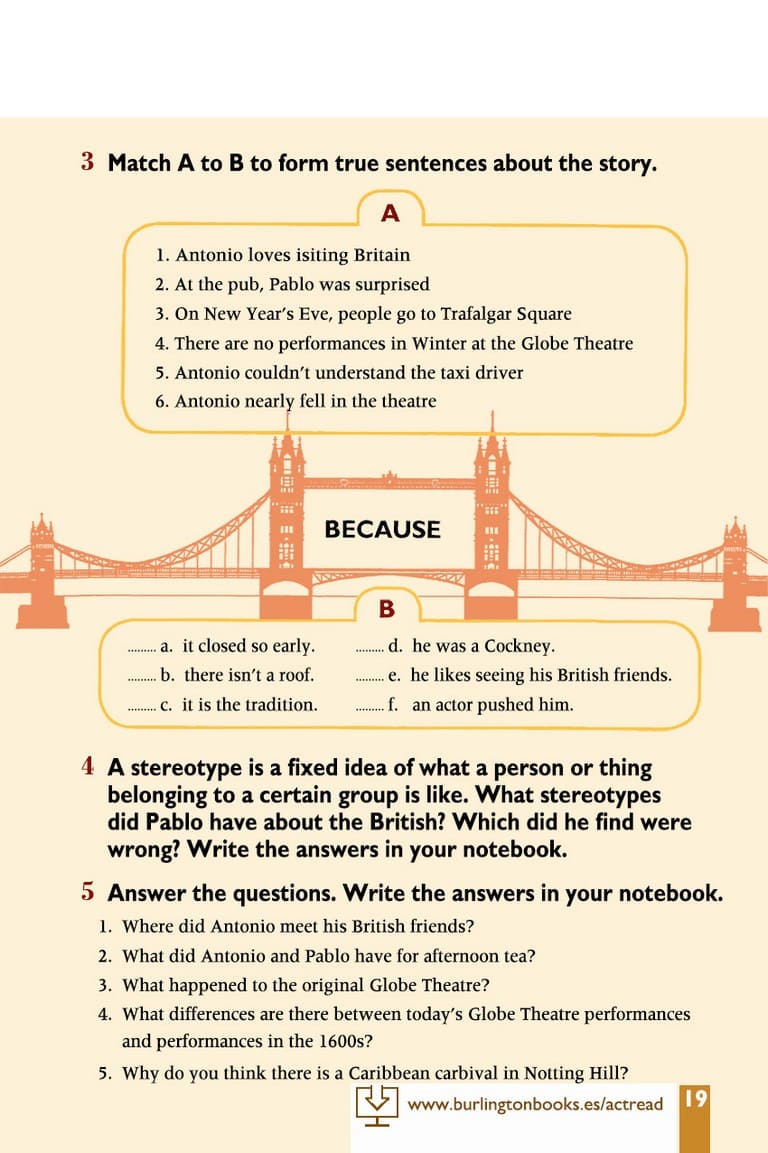 3 Match A to B to form true sentences about the story.
A
1. Antonio loves isiting Britain
2. At the pub, Pablo was surprised
3. On New Year's Eve, people go to Trafalgar Square
4. There are no performances in Winter at the Globe Theatre
5. Antonio couldn't understand the taxi driver
6. Antonio nearly fell in the theatre
BECAUSE
B
......... a. it closed so early.
......... b. there isn't a roof.
......... c. it is the tradition.
......... d. he was a Cockney.
......... e. he likes seeing his British friends.
......... f. an actor pushed him.
4 A stereotype is a fixed idea of what a person or thing
belonging to a certain group is like. What stereotypes
did Pablo have about the British? Which did he find were
wrong? Write the answers in your notebook.
5 Answer the questions. Write the answers in your notebook.
1. Where did Antonio meet his British friends?
2. What did Antonio and Pablo have for afternoon tea?
3. What happened to the original Globe Theatre?
4. What differences are there between today's Globe Theatre performances
and performances in the 1600s?
5. Why do you think there is a Caribbean carbival in Notting Hill?
www.burlingtonbooks.es/actread
19